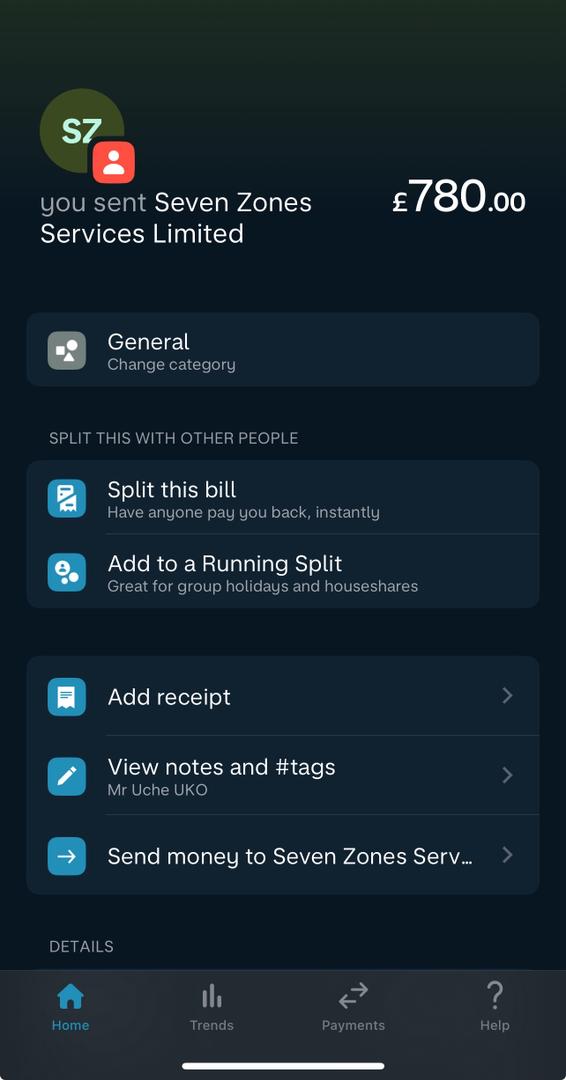 SZ
you sent Seven Zones
Services Limited
£780.00
General
Change category
SPLIT THIS WITH OTHER PEOPLE
Split this bill
Have anyone pay you back, instantly
Add to a Running Split
Great for group holidays and houseshares
Add receipt
View notes and #tags
Mr Uche UKO
Send money to Seven Zones Serv...
DETAILS
Home
Trends
Payments
Help